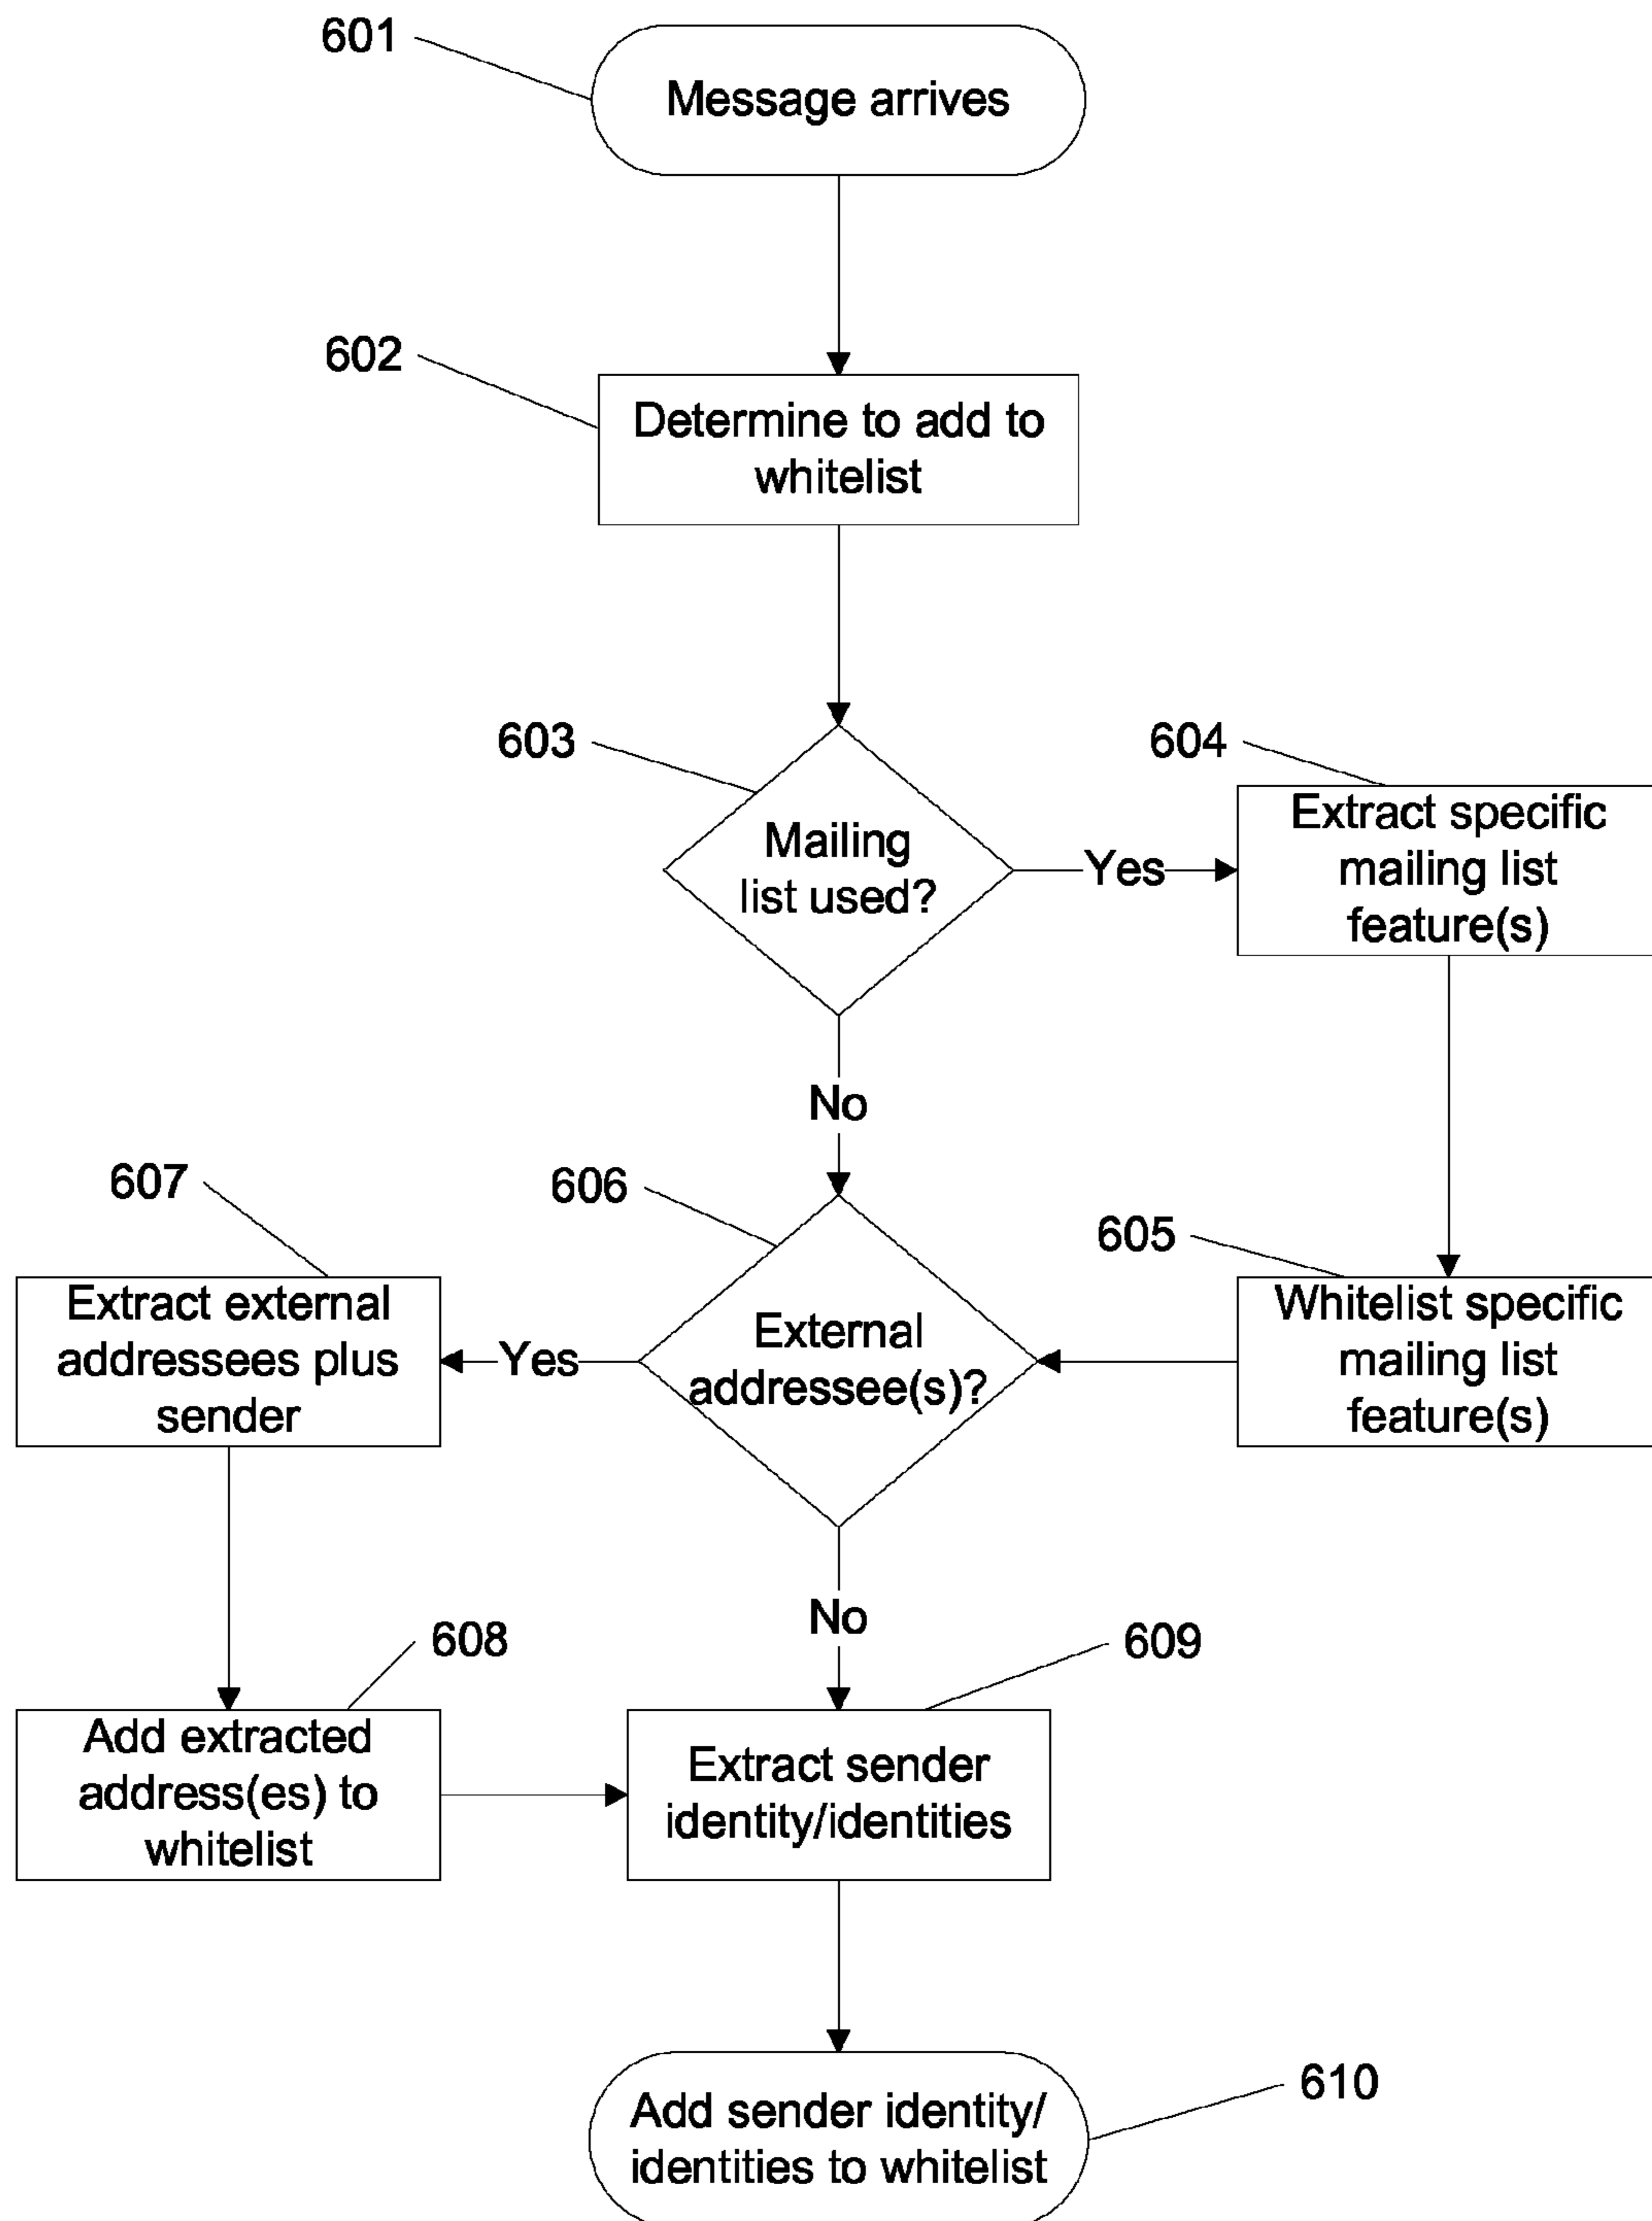 601
Message arrives
602
Determine to add to
whitelist
603
Mailing
list used?
Yes
604
Extract specific
mailing list
feature(s)
No
607
606
605
Extract external
addressees plus
sender
Yes
External
addressee(s)?
Whitelist specific
mailing list
feature(s)
No
608
609
Add extracted
address(es) to
whitelist
Extract sender
identity/identities
610
Add sender identity/
identities to whitelist